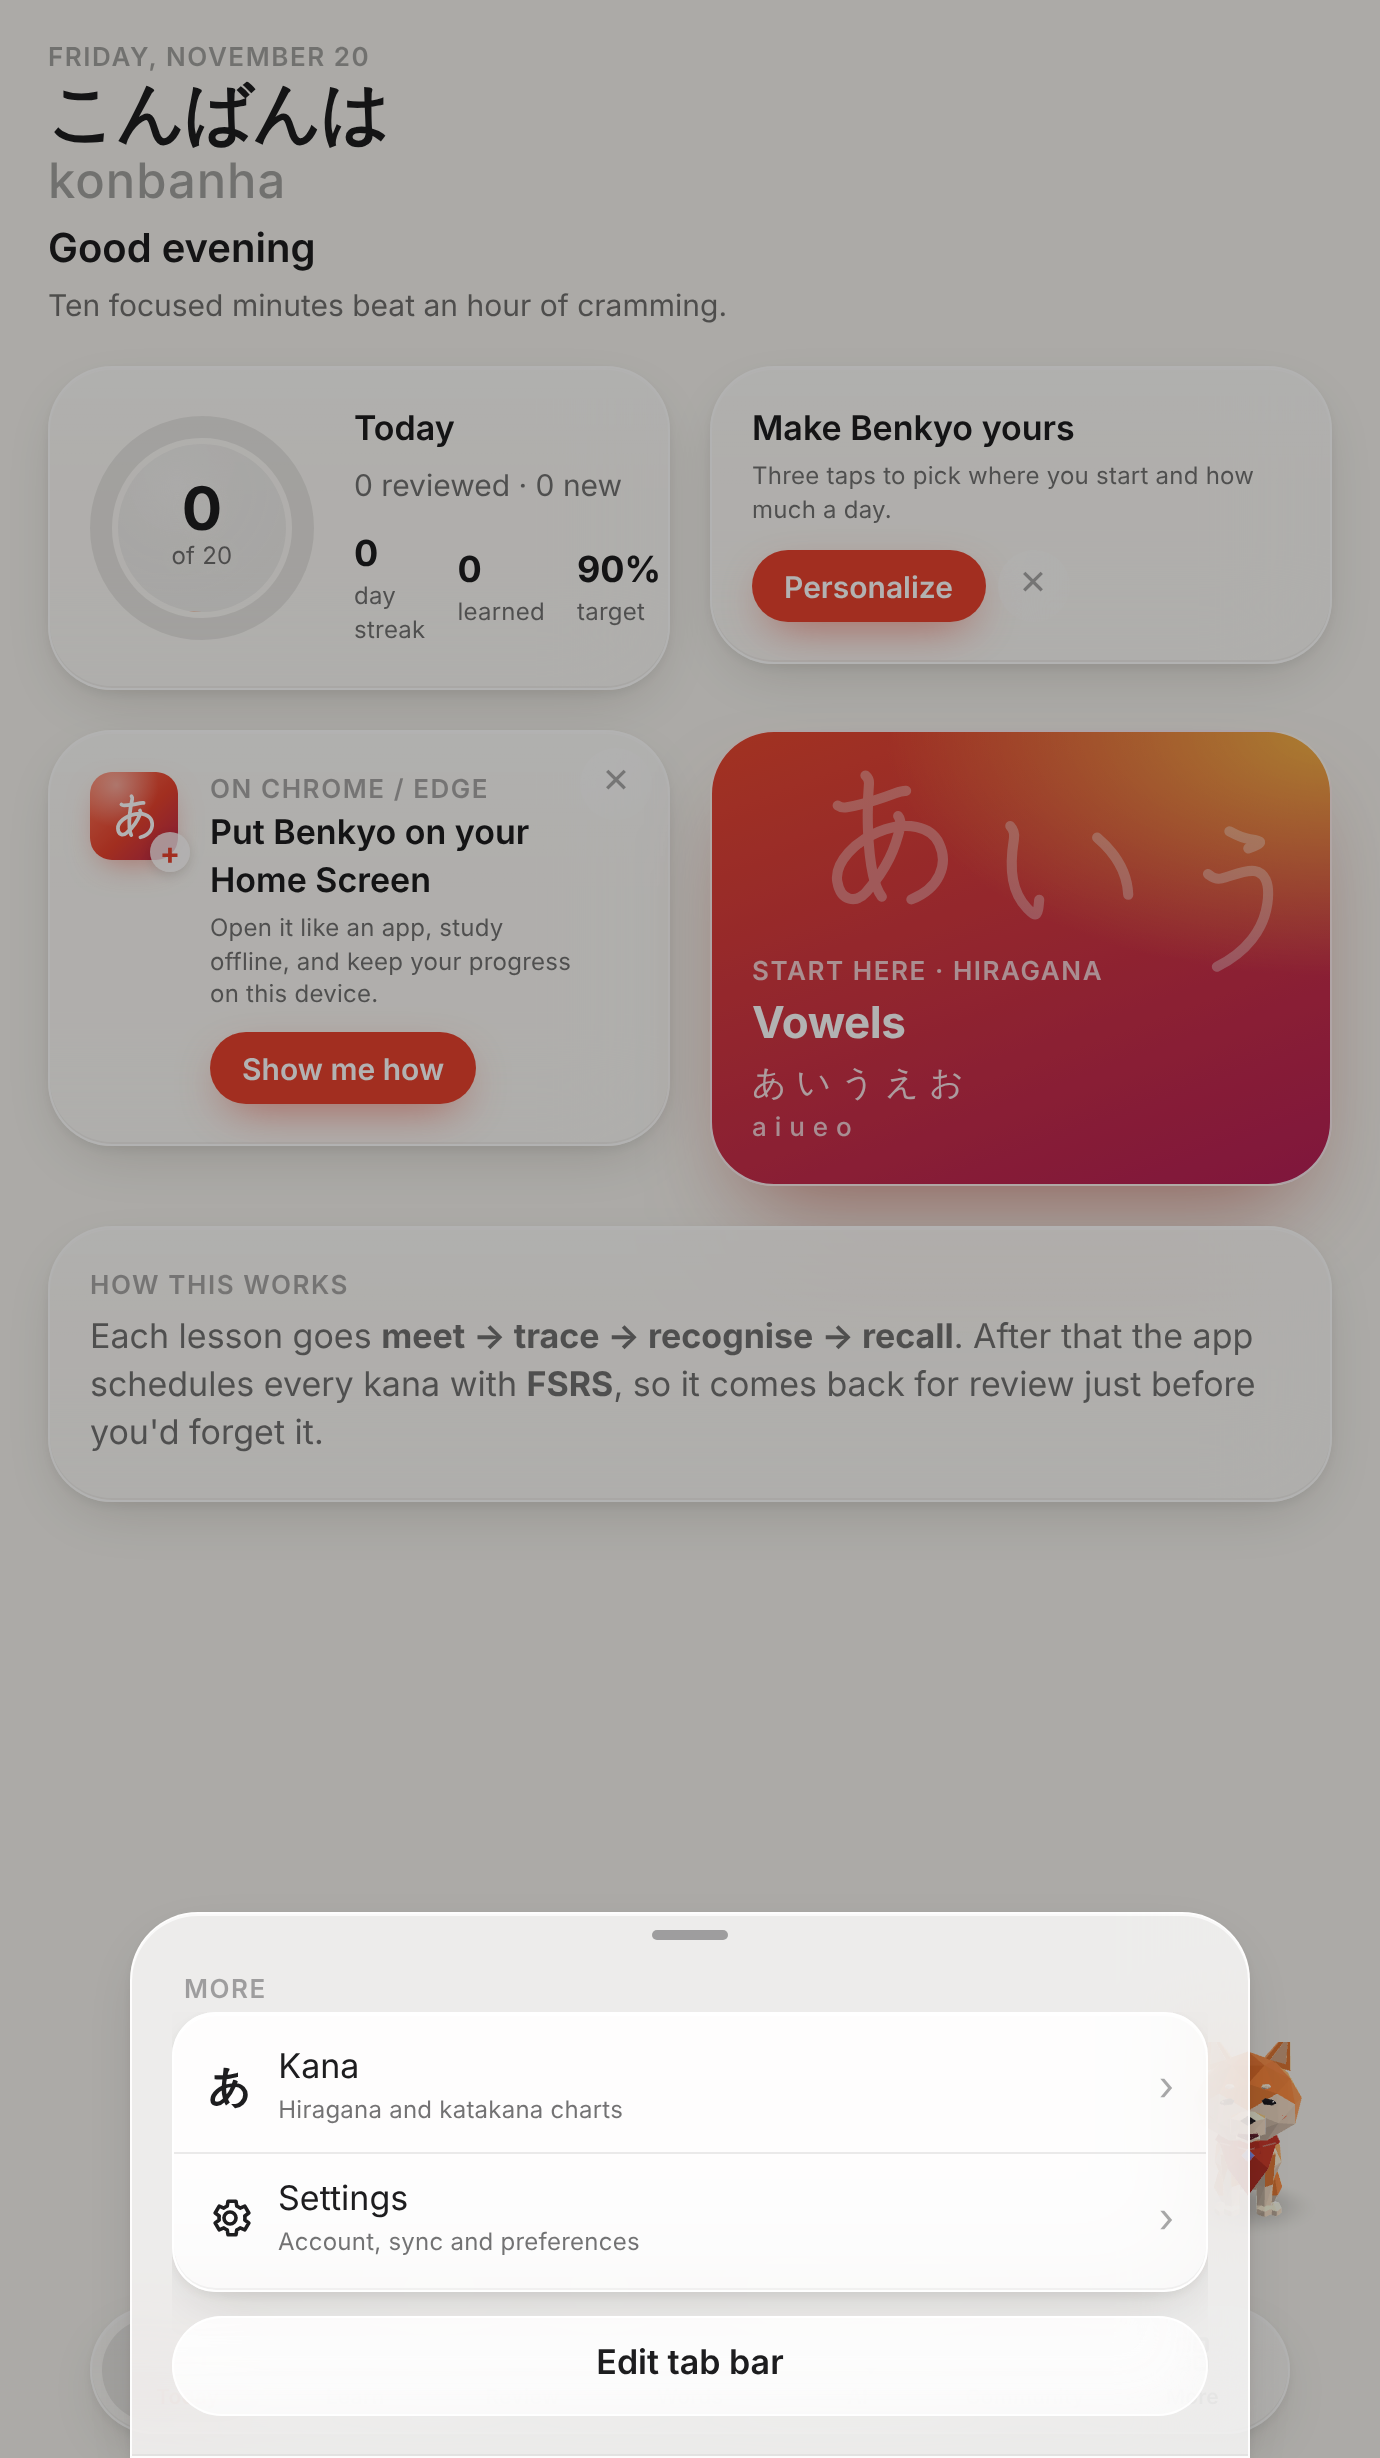 FRIDAY, NOVEMBER 20
こんばんは
konbanha
Good evening
Ten focused minutes beat an hour of cramming.
0
of 20
Today
0 reviewed · 0 new
0
day
streak
0
learned
90%
target
Make Benkyo yours
Three taps to pick where you start and how
much a day.
Personalize
×
あ
+
ON CHROME / EDGE
×
Put Benkyo on your
Home Screen
Open it like an app, study
offline, and keep your progress
on this device.
Show me how
あ い う
START HERE · HIRAGANA
Vowels
あ い う え お
a i u e o
HOW THIS WORKS
Each lesson goes meet → trace → recognise → recall. After that the app
schedules every kana with FSRS, so it comes back for review just before
you'd forget it.
MORE
あ
Kana
Hiragana and katakana charts
›
Settings
Account, sync and preferences
›
Edit tab bar